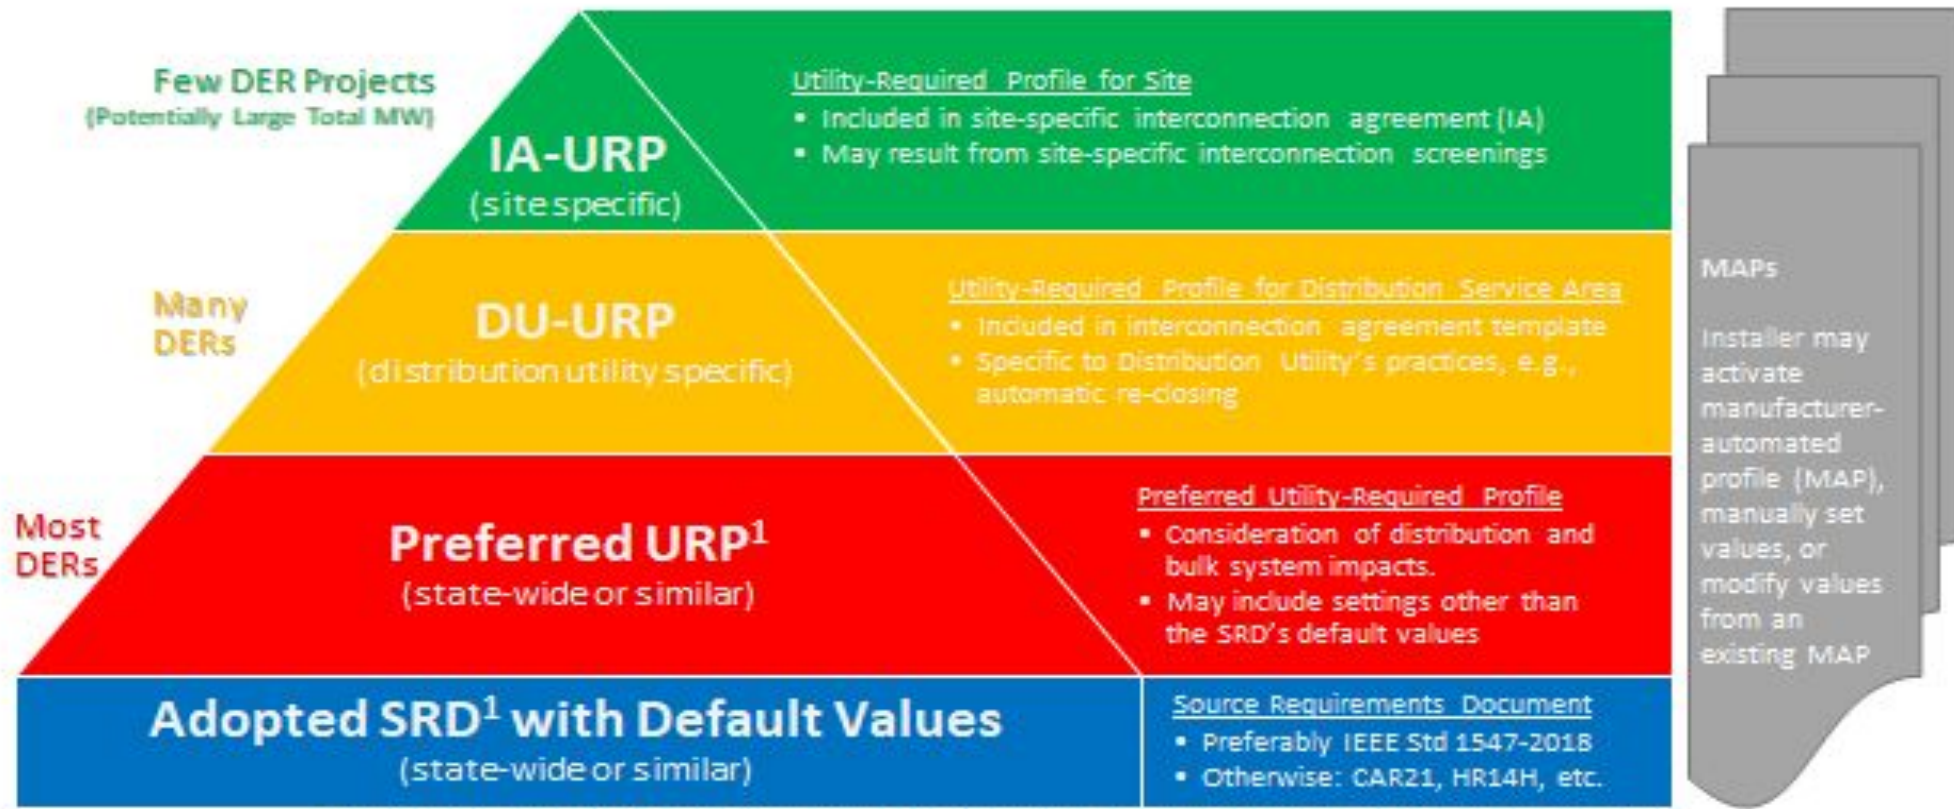 Few DER Projects
(Potentially Large Total MW)
IA-URP
(site specific)
Utility-Required Profile for Site
▪ Included in site-specific interconnection agreement (IA)
▪ May result from site-specific interconnection screenings
Many
DERs
DU-URP
(distribution utility specific)
Utility-Required Profile for Distribution Service Area
▪ Included in interconnection agreement template
▪ Specific to Distribution Utility's practices, e.g.,
automatic re-closing
Most
DERs
Preferred URP¹
(state-wide or similar)
Preferred Utility-Required Profile
▪ Consideration of distribution and
bulk system impacts.
▪ May include settings other than
the SRD's default values
Adopted SRD¹ with Default Values
(state-wide or similar)
Source Requirements Document
▪ Preferably IEEE Std 1547-2018
▪ Otherwise: CAR21, HR14H, etc.
MAPs
Installer may
activate
manufacturer-
automated
profile (MAP),
manually set
values, or
modify values
from an
existing MAP